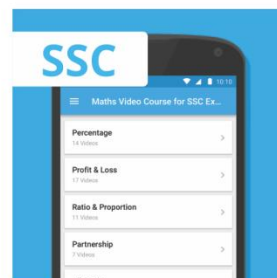 SSC
10:10
Maths Video Course for SSC Ex...
Percentage
14 Videos
Profit & Loss
17 Videos
Ratio & Proportion
11 Videos
Partnership
7 Videos